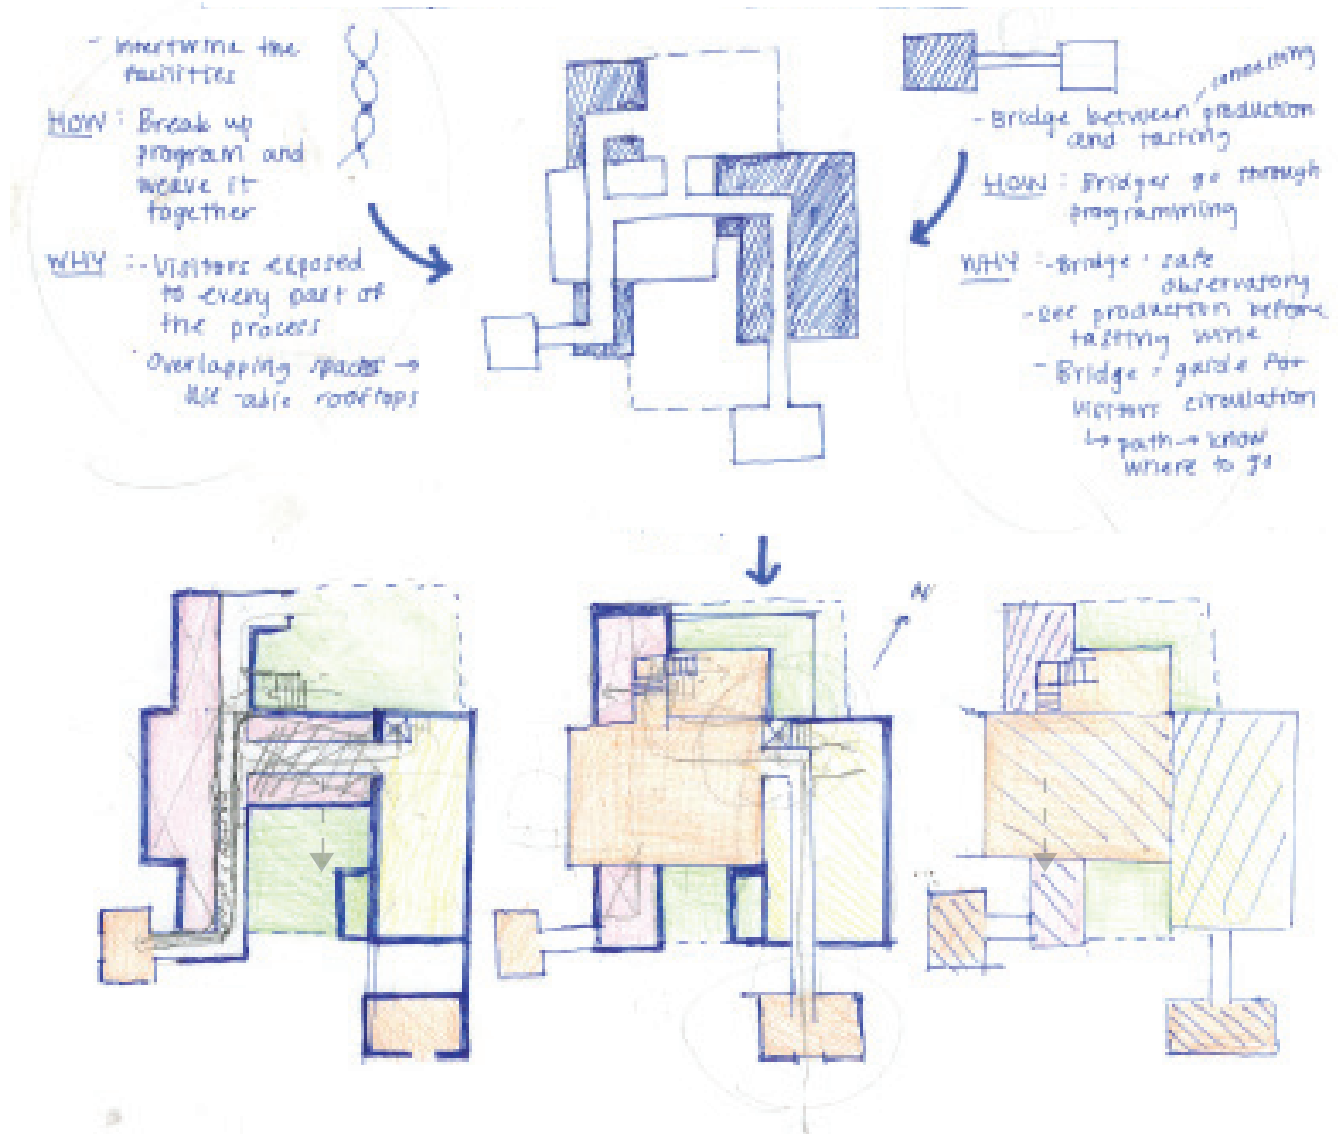 - Intertwine the
facilities
HOW: Break up
program and
weave it
together
WHY: - Visitors exposed
to every part of
the process
Overlapping spaces →
use-able rooftops
connecting
- Bridge between production
and tasting
HOW: Bridges go through
programming
WHY: - Bridge = safe
observatory
- see production before
tasting wine
- Bridge = guide for
visitors circulation
↳ path → know
where to go
N